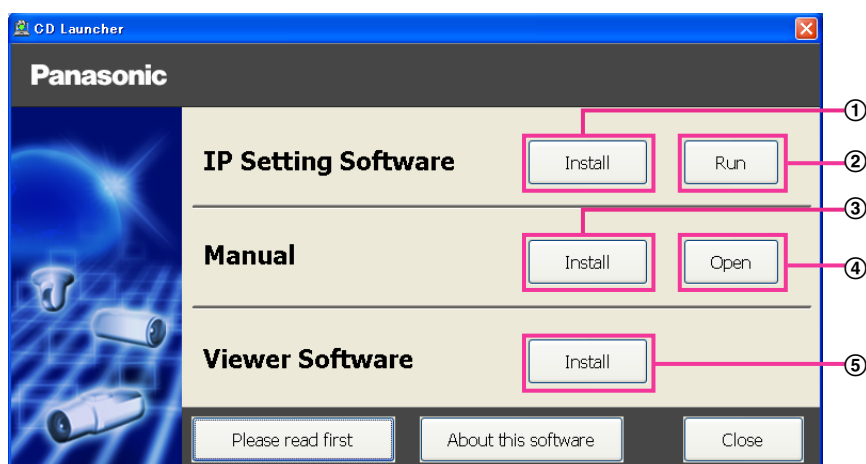 CD Launcher
Panasonic
①
IP Setting Software Install Run ②
③
Manual Install Open ④
Viewer Software Install ⑤
Please read first About this software Close